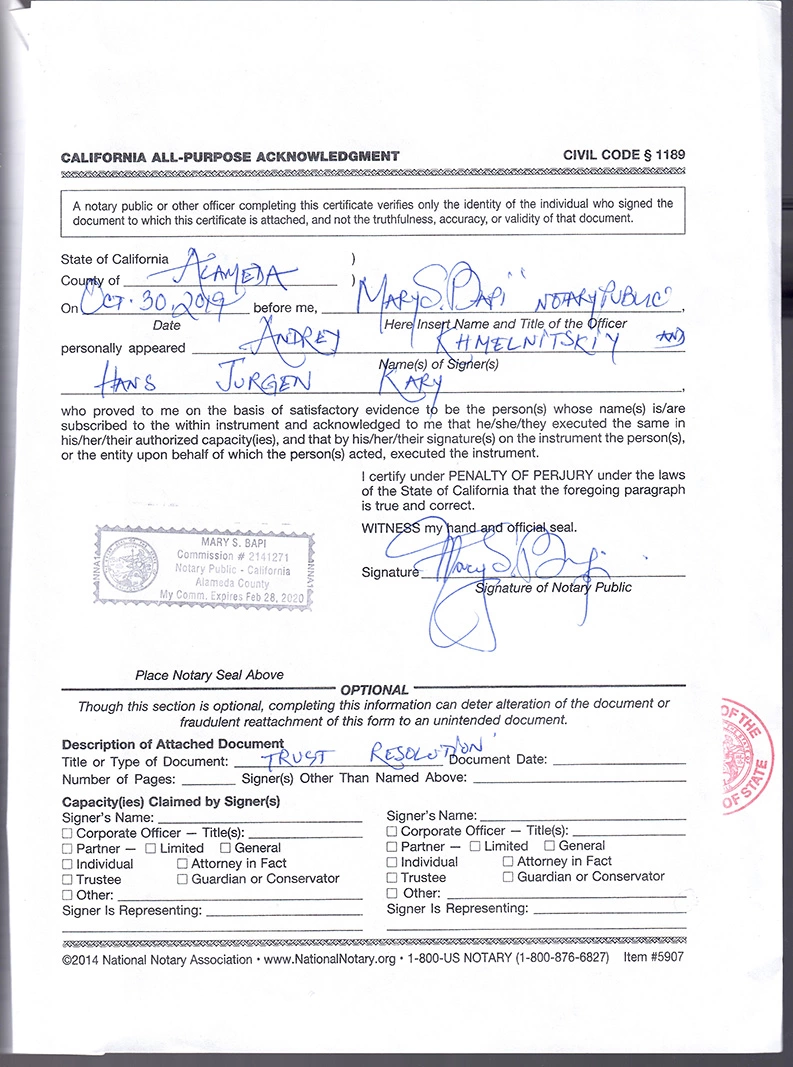 CALIFORNIA ALL-PURPOSE ACKNOWLEDGMENT CIVIL CODE § 1189
A notary public or other officer completing this certificate verifies only the identity of the individual who signed the
document to which this certificate is attached, and not the truthfulness, accuracy, or validity of that document.
State of California )
County of ALAMEDA )
On OCT. 30, 2019 before me, MARY S. BAPI " NOTARY PUBLIC",
Date Here Insert Name and Title of the Officer
personally appeared ANDREY KHMELNITSKIY AND
Name(s) of Signer(s)
HANS JURGEN KARY,
who proved to me on the basis of satisfactory evidence to be the person(s) whose name(s) is/are
subscribed to the within instrument and acknowledged to me that he/she/they executed the same in
his/her/their authorized capacity(ies), and that by his/her/their signature(s) on the instrument the person(s),
or the entity upon behalf of which the person(s) acted, executed the instrument.
I certify under PENALTY OF PERJURY under the laws
of the State of California that the foregoing paragraph
is true and correct.
WITNESS my hand and official seal.
MARY S. BAPI
Commission # 2141271
Notary Public - California
Alameda County
My Comm. Expires Feb 28, 2020
Signature Mary S. Bapi
Signature of Notary Public
Place Notary Seal Above
OPTIONAL
Though this section is optional, completing this information can deter alteration of the document or
fraudulent reattachment of this form to an unintended document.
Description of Attached Document
Title or Type of Document: TRUST RESOLUTION Document Date:
Number of Pages: Signer(s) Other Than Named Above:
OF THE
OF STATE
Capacity(ies) Claimed by Signer(s)
Signer's Name: Signer's Name:
Corporate Officer — Title(s): Corporate Officer — Title(s):
Partner — Limited General Partner — Limited General
Individual Attorney in Fact Individual Attorney in Fact
Trustee Guardian or Conservator Trustee Guardian or Conservator
Other: Other:
Signer Is Representing: Signer Is Representing:
©2014 National Notary Association • www.NationalNotary.org • 1-800-US NOTARY (1-800-876-6827) Item #5907